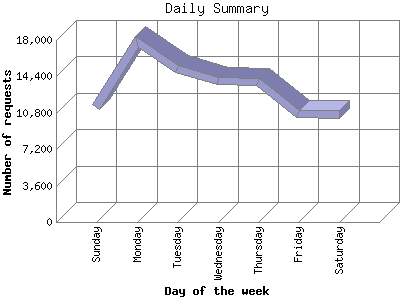 Daily Summary
18,000
14,400
10,800
7,200
3,600
0
Number of requests
Sunday
Monday
Tuesday
Wednesday
Thursday
Friday
Saturday
Day of the week